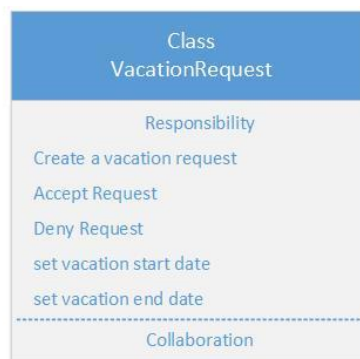 Class
VacationRequest
Responsibility
Create a vacation request
Accept Request
Deny Request
set vacation start date
set vacation end date
Collaboration